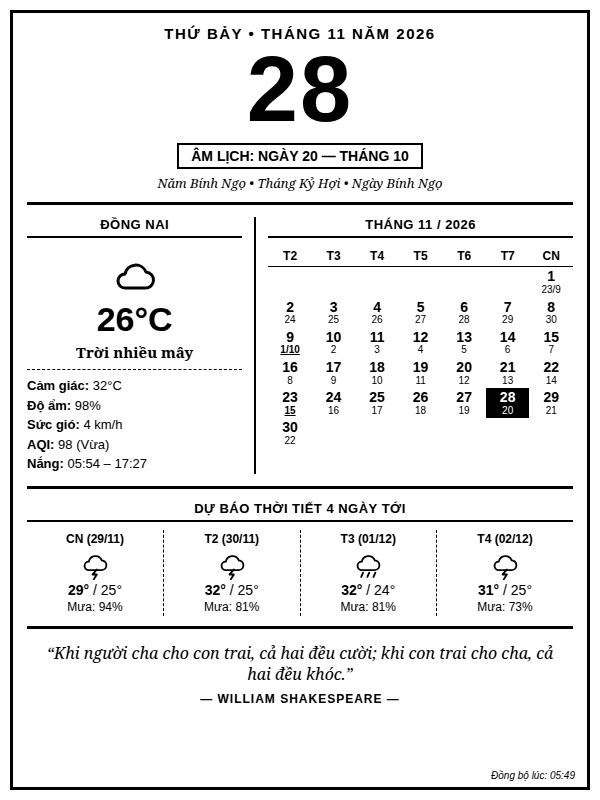 THỨ BẢY • THÁNG 11 NĂM 2026
28
ÂM LỊCH: NGÀY 20 — THÁNG 10
Năm Bính Ngọ • Tháng Kỷ Hợi • Ngày Bính Ngọ
ĐỒNG NAI
26°C
Trời nhiều mây
Cảm giác: 32°C
Độ ẩm: 98%
Sức gió: 4 km/h
AQI: 98 (Vừa)
Nắng: 05:54 – 17:27
THÁNG 11 / 2026
T2 T3 T4 T5 T6 T7 CN
1
23/9
2 3 4 5 6 7 8
24 25 26 27 28 29 30
9 10 11 12 13 14 15
1/10 2 3 4 5 6 7
16 17 18 19 20 21 22
8 9 10 11 12 13 14
23 24 25 26 27 28 29
15 16 17 18 19 20 21
30
22
DỰ BÁO THỜI TIẾT 4 NGÀY TỚI
CN (29/11) T2 (30/11) T3 (01/12) T4 (02/12)
29° / 25° 32° / 25° 32° / 24° 31° / 25°
Mưa: 94% Mưa: 81% Mưa: 81% Mưa: 73%
“Khi người cha cho con trai, cả hai đều cười; khi con trai cho cha, cả
hai đều khóc.”
— WILLIAM SHAKESPEARE —
Đồng bộ lúc: 05:49